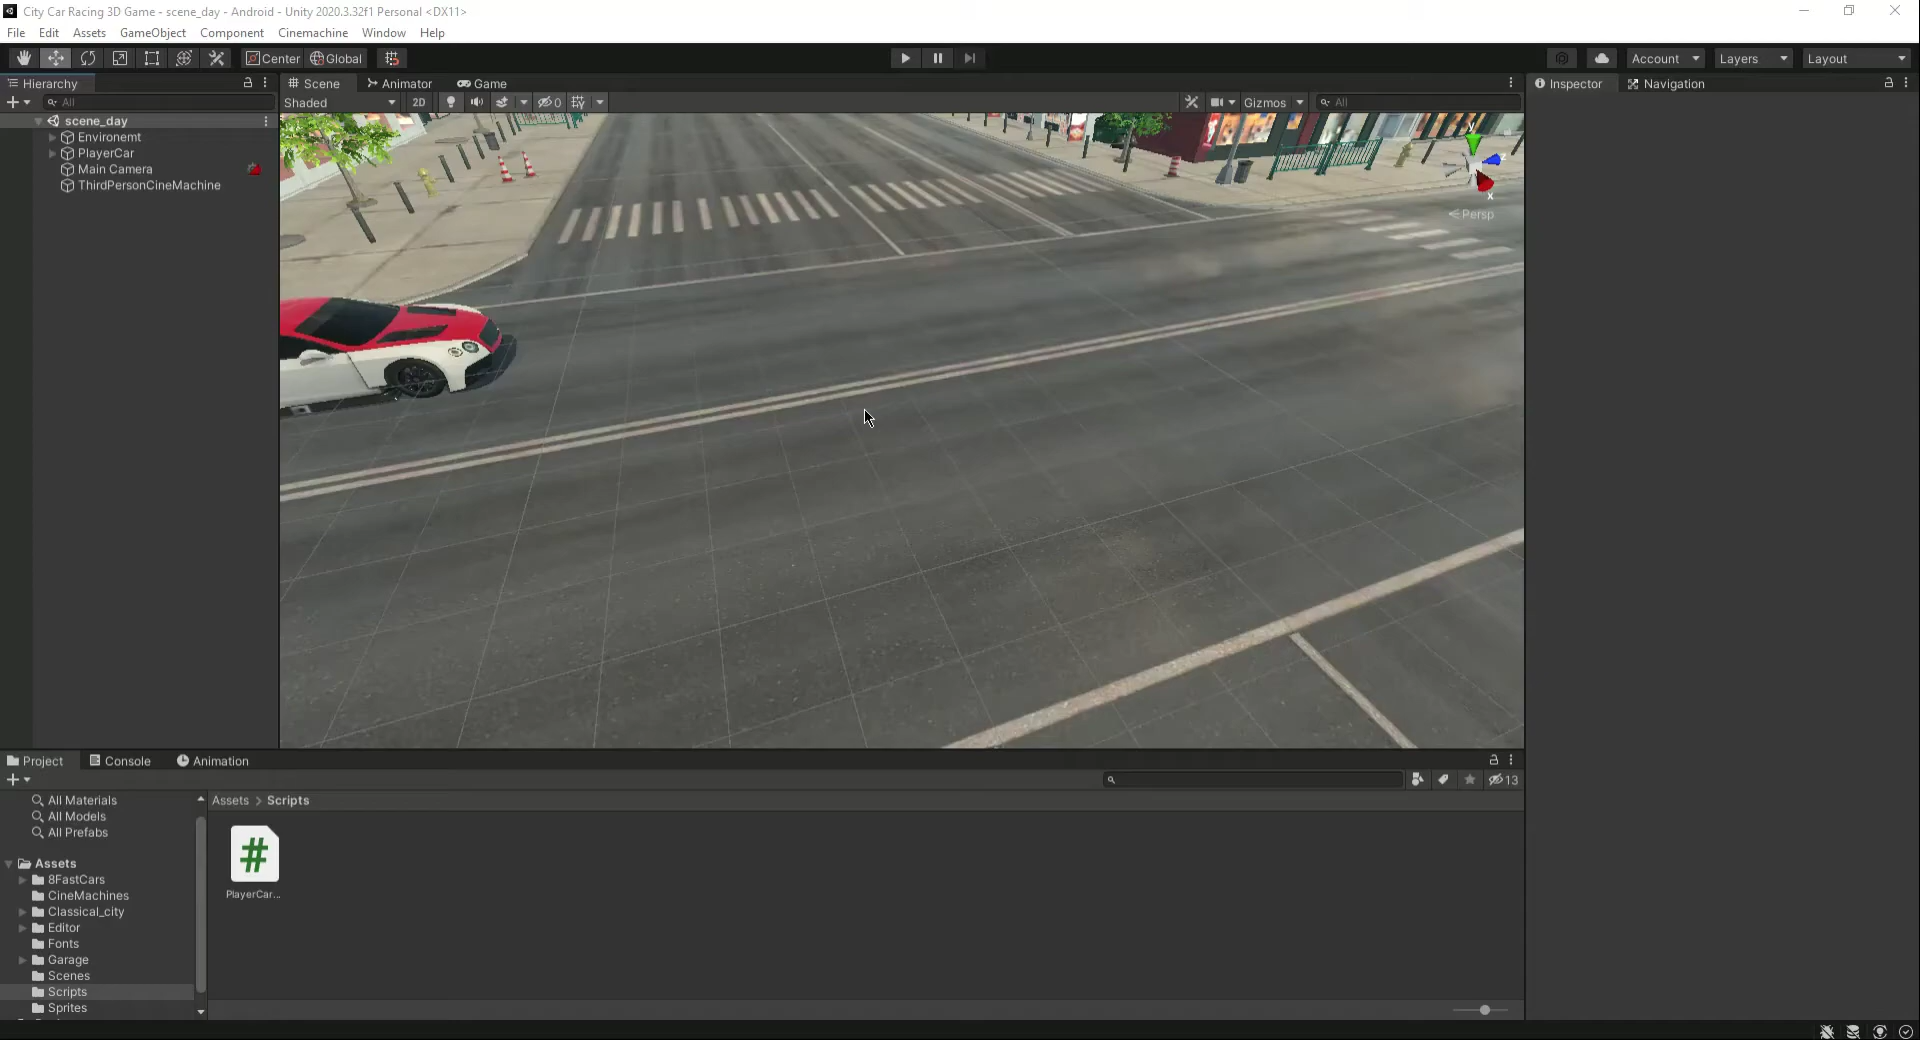 City Car Racing 3D Game - scene_day - Android - Unity 2020.3.32f1 Personal <DX11>
File Edit Assets GameObject Component Cinemachine Window Help
Center Global Account Layers Layout
Hierarchy
Scene Animator Game
Inspector Navigation
All
Shaded 2D 0 Gizmos All
scene_day
Environemt
PlayerCar
Main Camera
ThirdPersonCineMachine
y
z
x
Persp
Project Console Animation
13
All Materials
All Models
All Prefabs
Assets
8FastCars
CineMachines
Classical_city
Editor
Fonts
Garage
Scenes
Scripts
Sprites
Assets > Scripts
#
PlayerCar...